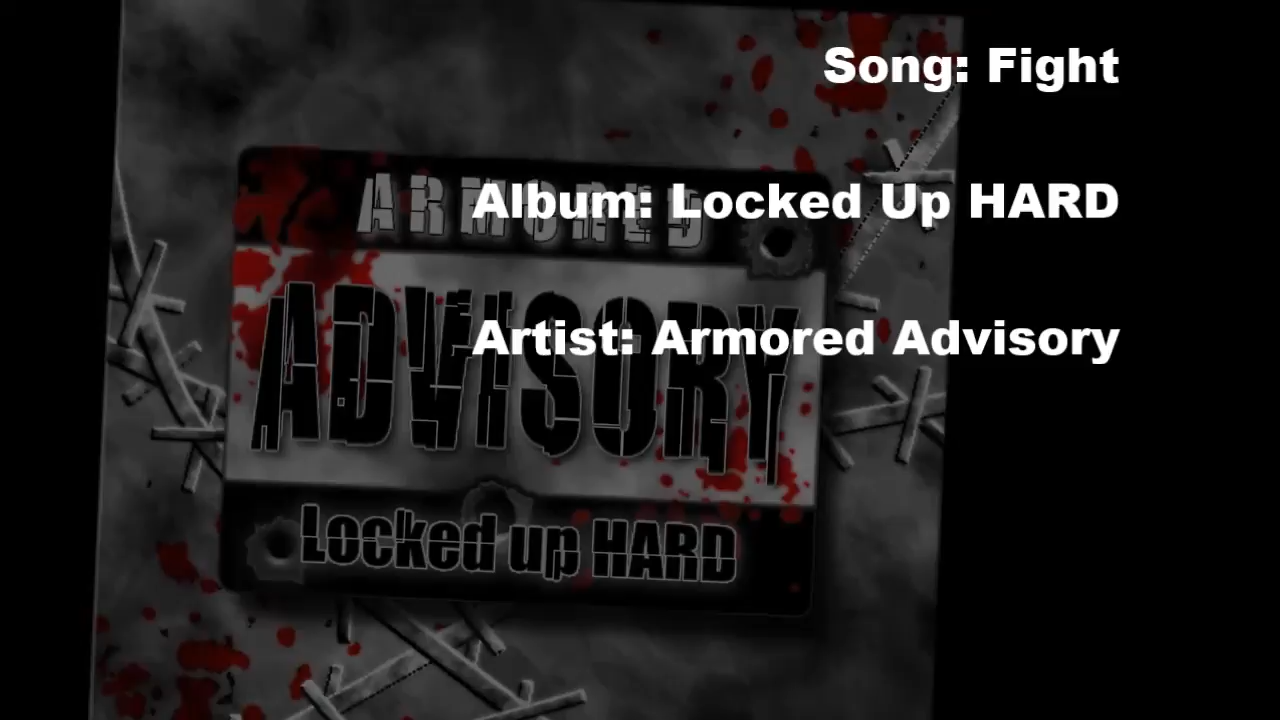 Song: Fight
Album: Locked Up HARD
Artist: Armored Advisory
ARMORED
ADVISORY
Locked up HARD